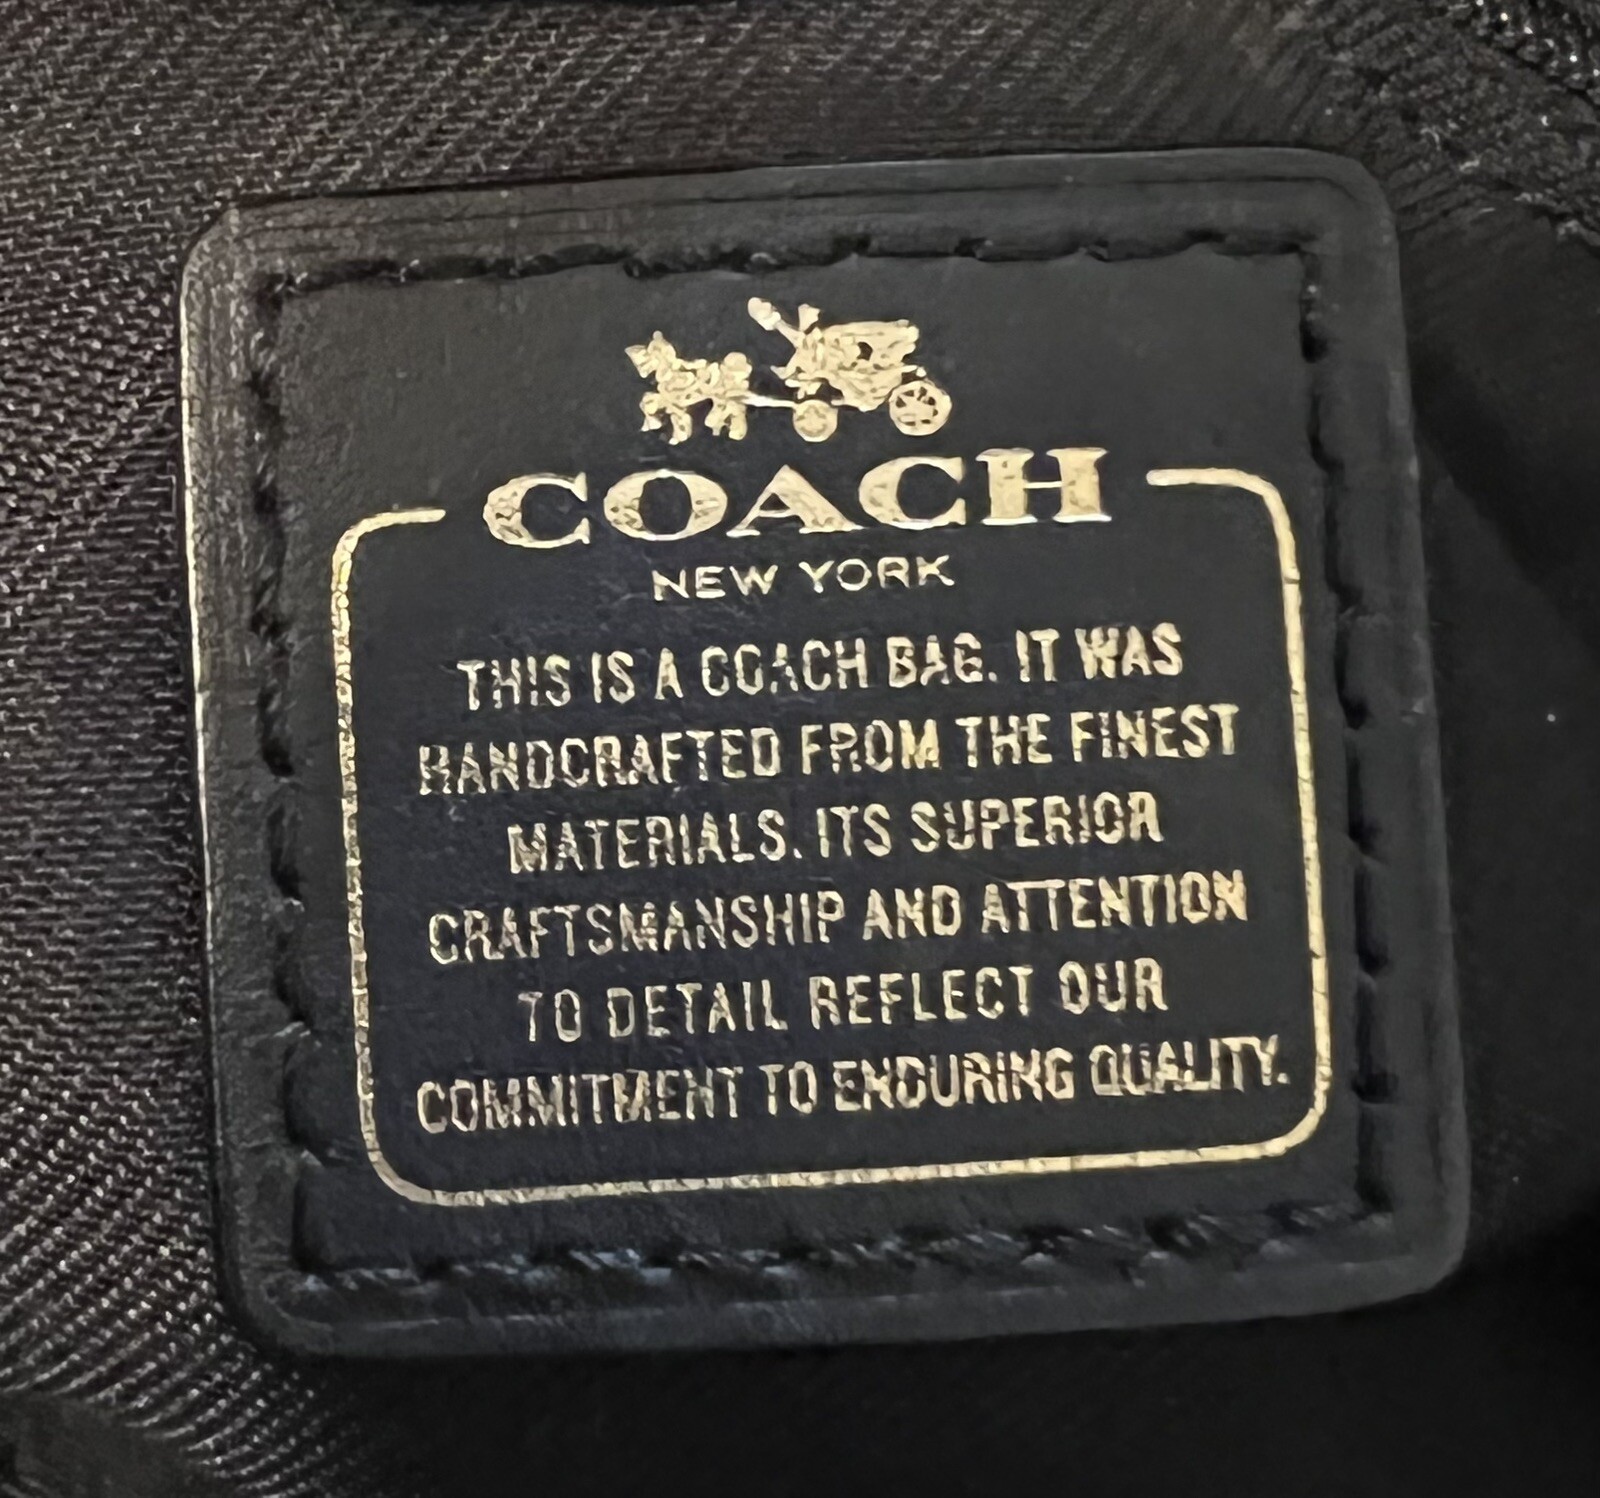 COACH
NEW YORK
THIS IS A COACH BAG. IT WAS
HANDCRAFTED FROM THE FINEST
MATERIALS. ITS SUPERIOR
CRAFTSMANSHIP AND ATTENTION
TO DETAIL REFLECT OUR
COMMITMENT TO ENDURING QUALITY.